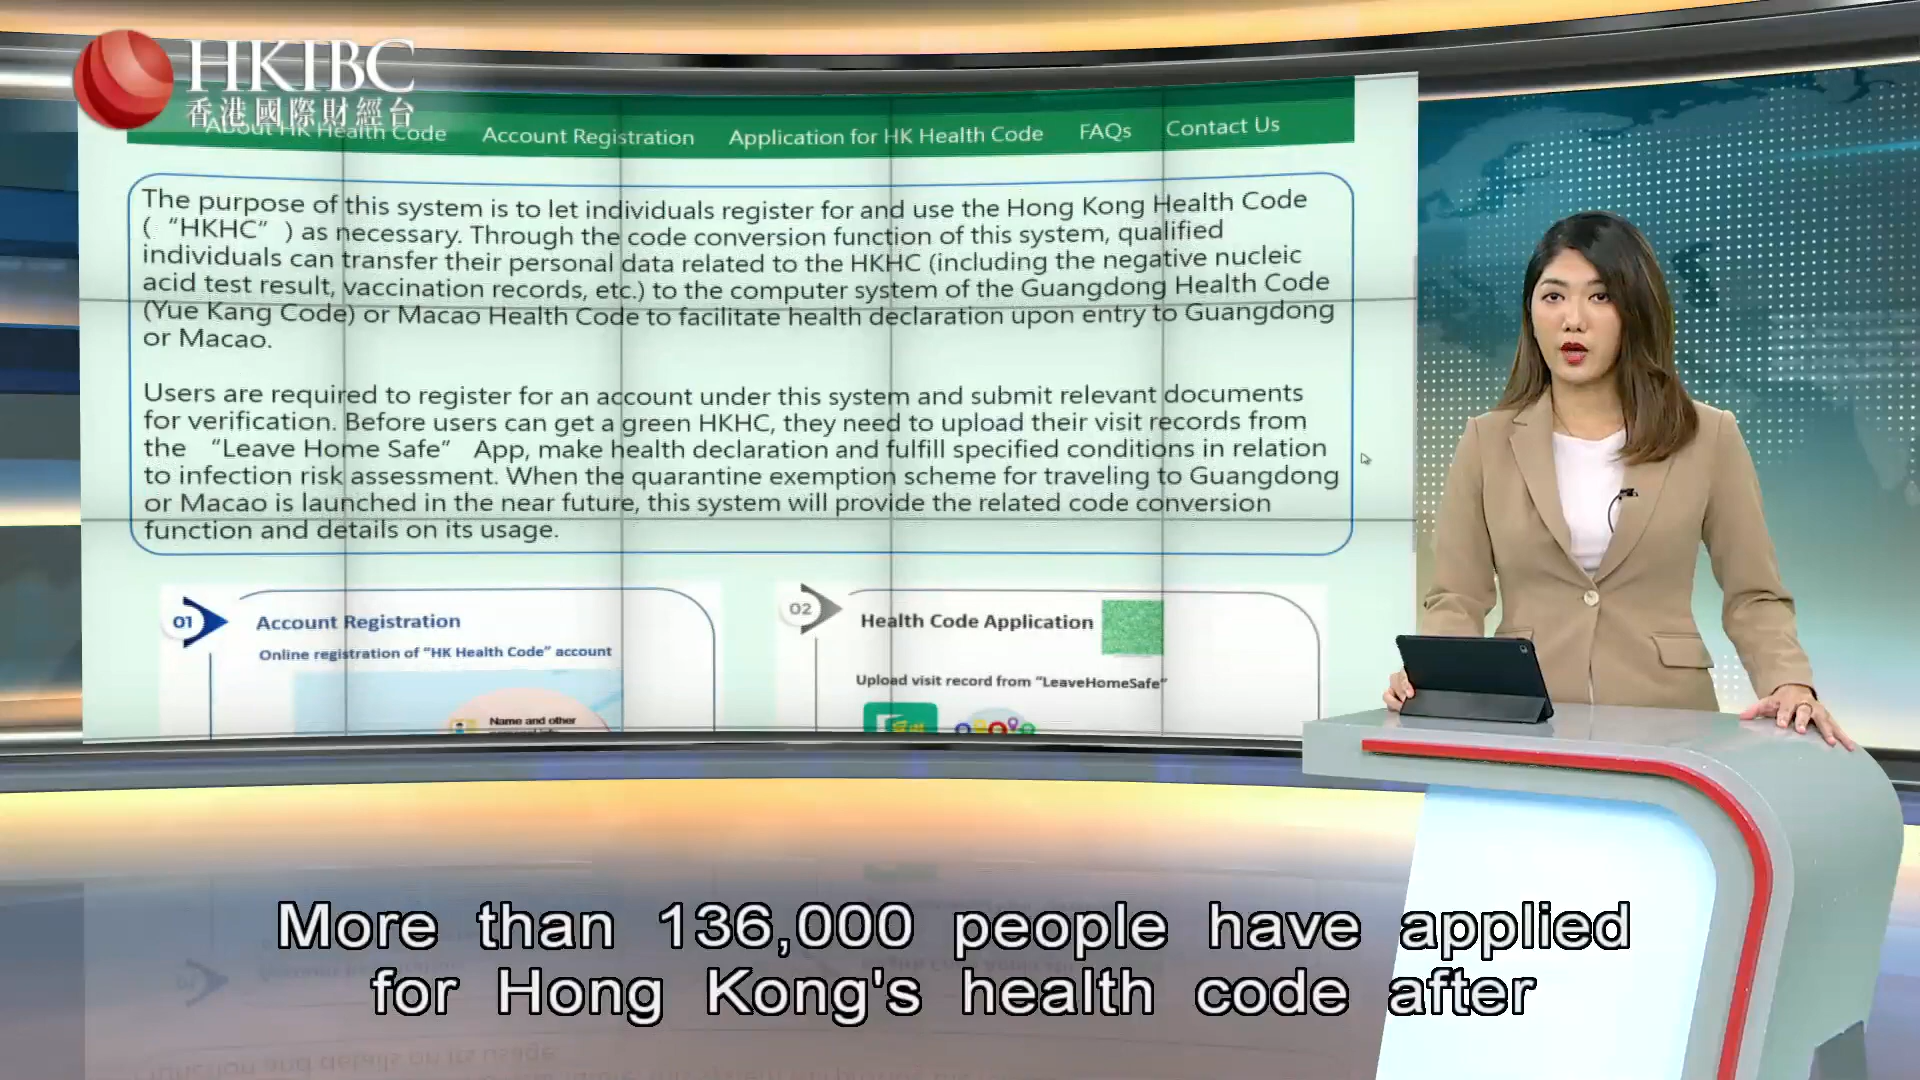 HKIBC
香港國際財經台
About HK Health Code Account Registration Application for HK Health Code FAQs Contact Us
The purpose of this system is to let individuals register for and use the Hong Kong Health Code
( “HKHC” ) as necessary. Through the code conversion function of this system, qualified
individuals can transfer their personal data related to the HKHC (including the negative nucleic
acid test result, vaccination records, etc.) to the computer system of the Guangdong Health Code
(Yue Kang Code) or Macao Health Code to facilitate health declaration upon entry to Guangdong
or Macao.
Users are required to register for an account under this system and submit relevant documents
for verification. Before users can get a green HKHC, they need to upload their visit records from
the “Leave Home Safe” App, make health declaration and fulfill specified conditions in relation
to infection risk assessment. When the quarantine exemption scheme for traveling to Guangdong
or Macao is launched in the near future, this system will provide the related code conversion
function and details on its usage.
01 Account Registration
Online registration of “HK Health Code” account
Name and other
02 Health Code Application
Upload visit record from “LeaveHomeSafe”
More than 136,000 people have applied
for Hong Kong's health code after